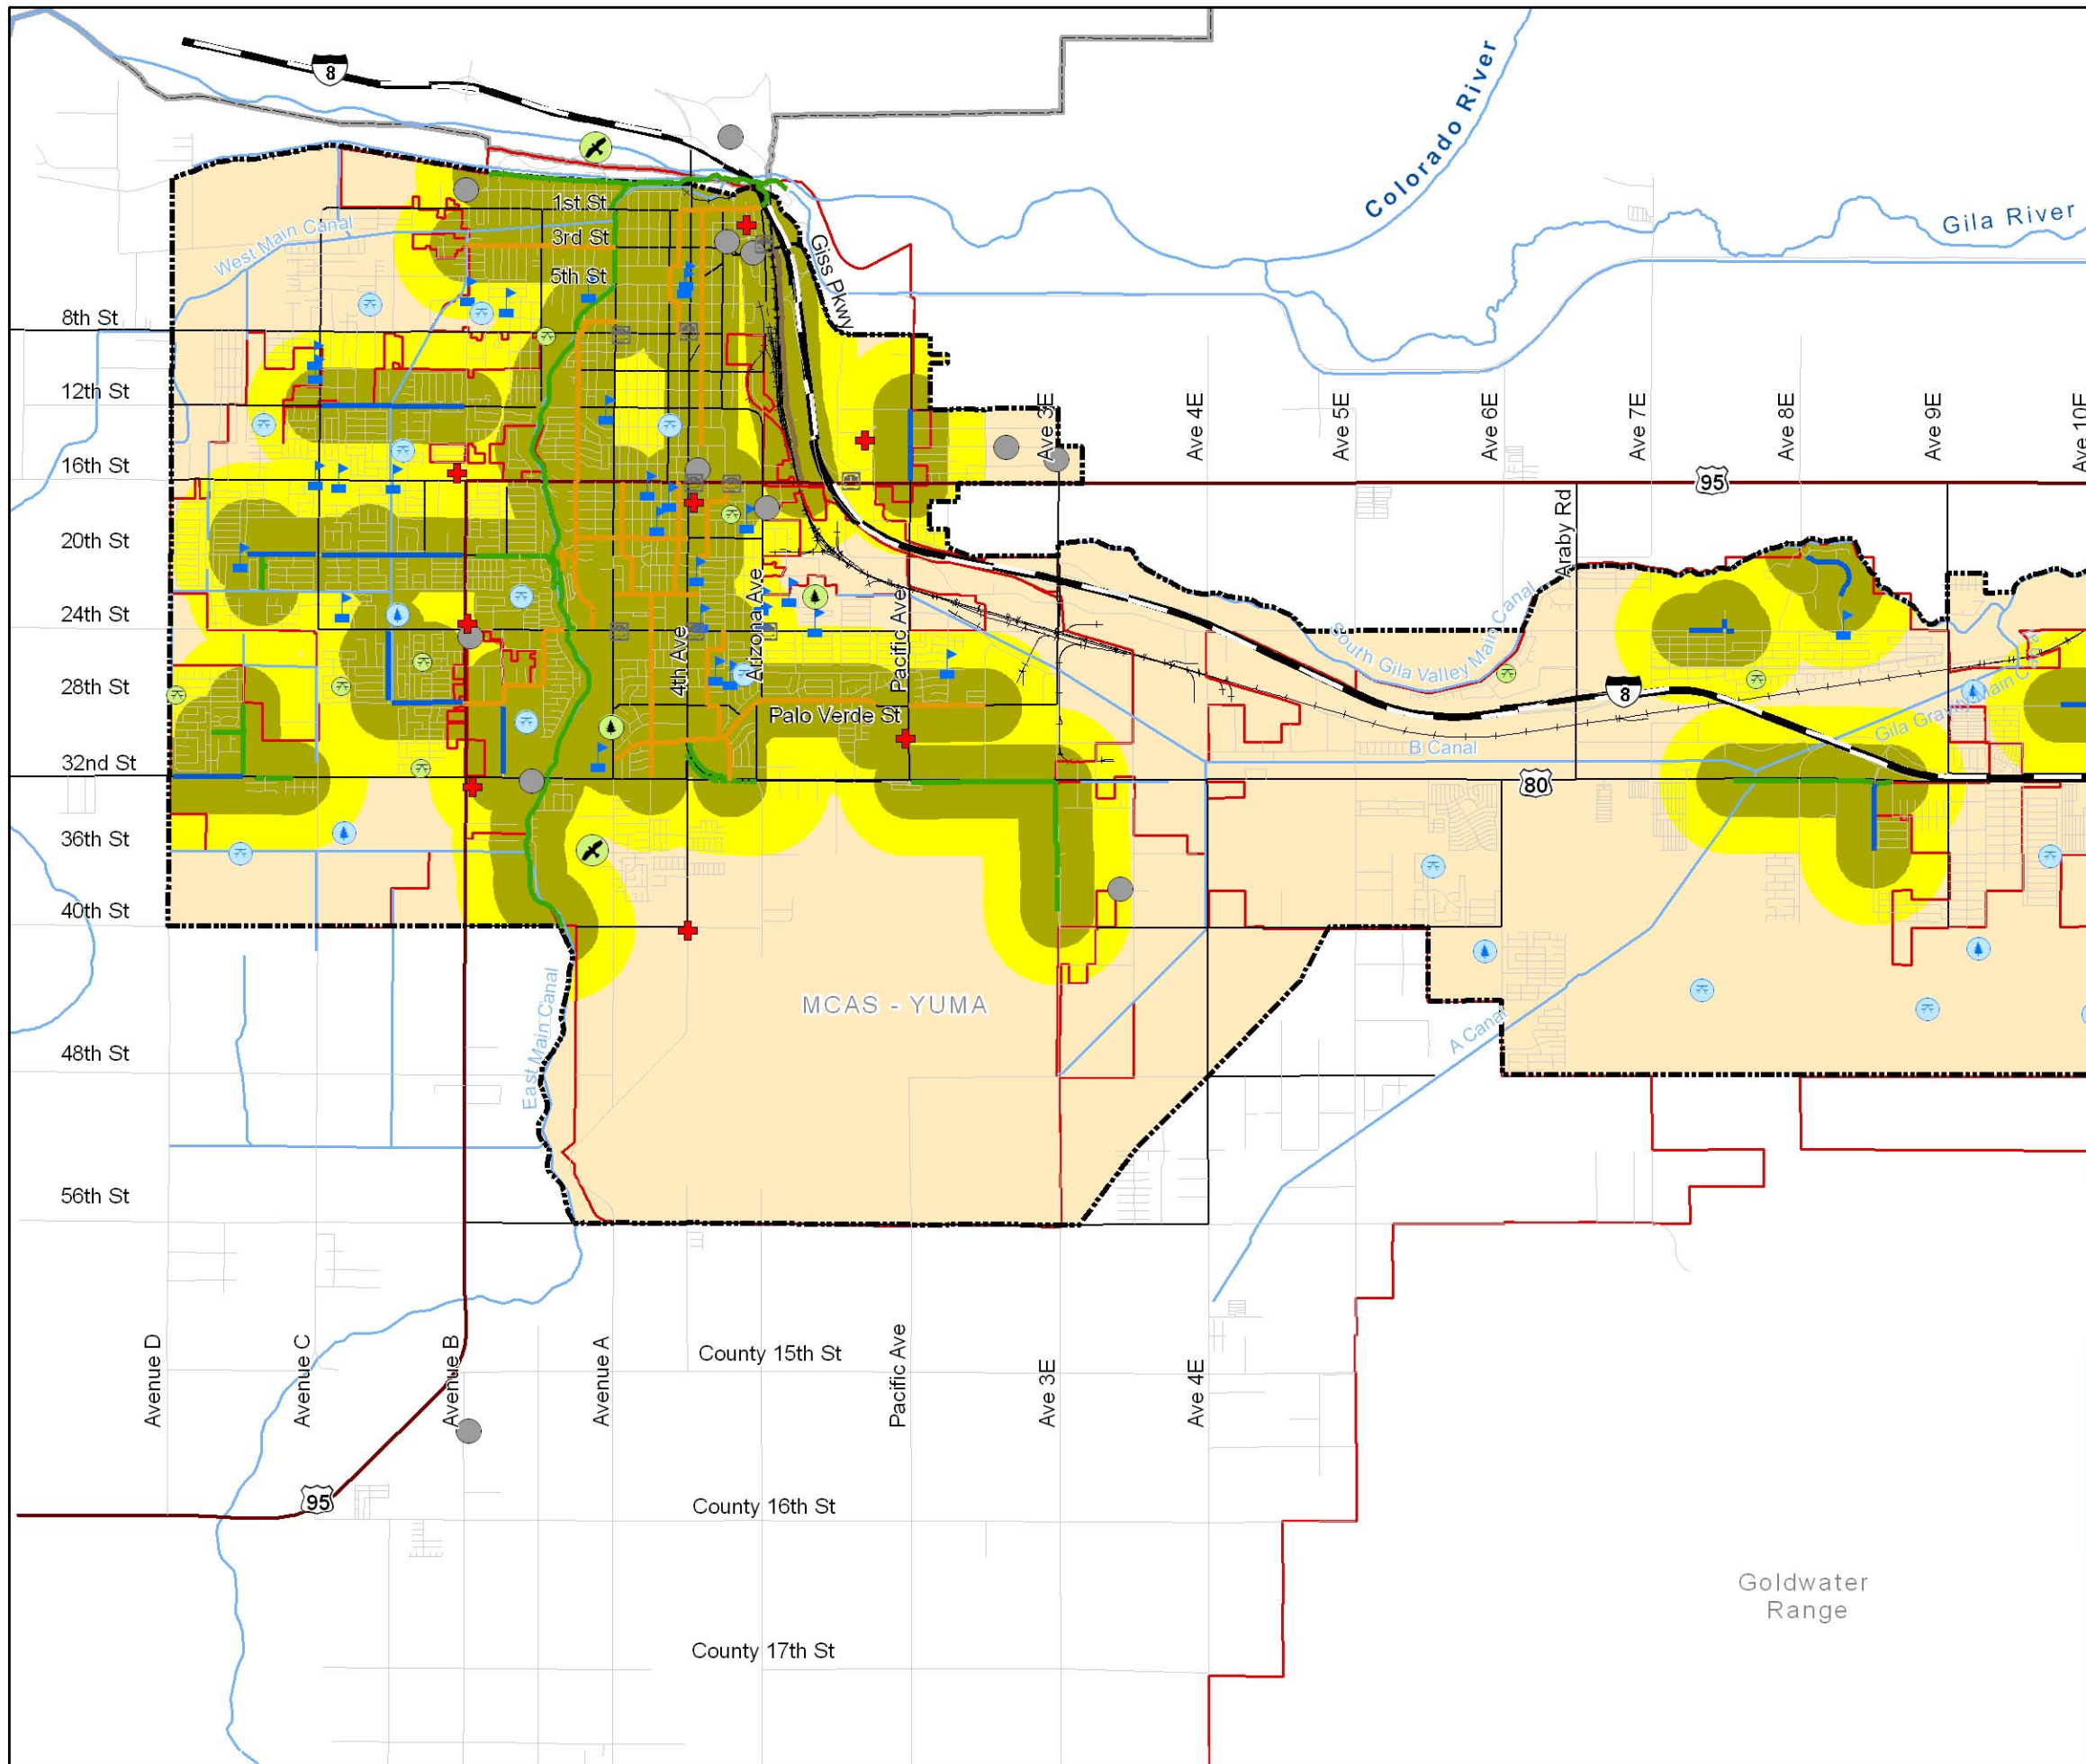 8
Colorado River
Gila River
1st St
West Main Canal
3rd St
Giss Pkwy
5th St
8th St
12th St
Ave 3E
Ave 4E
Ave 5E
Ave 6E
Ave 7E
Ave 8E
Ave 9E
16th St
95
Araby Rd
20th St
24th St
Arizona Ave
4th Ave
Pacific Ave
South Gila Valley Main Canal
28th St
Palo Verde St
8
Gila Gravity Main
B Canal
32nd St
80
36th St
40th St
MCAS - YUMA
East Main Canal
A Canal
48th St
56th St
Avenue D
Avenue C
Avenue B
Avenue A
County 15th St
Pacific Ave
Ave 3E
Ave 4E
95
County 16th St
Goldwater
Range
County 17th St